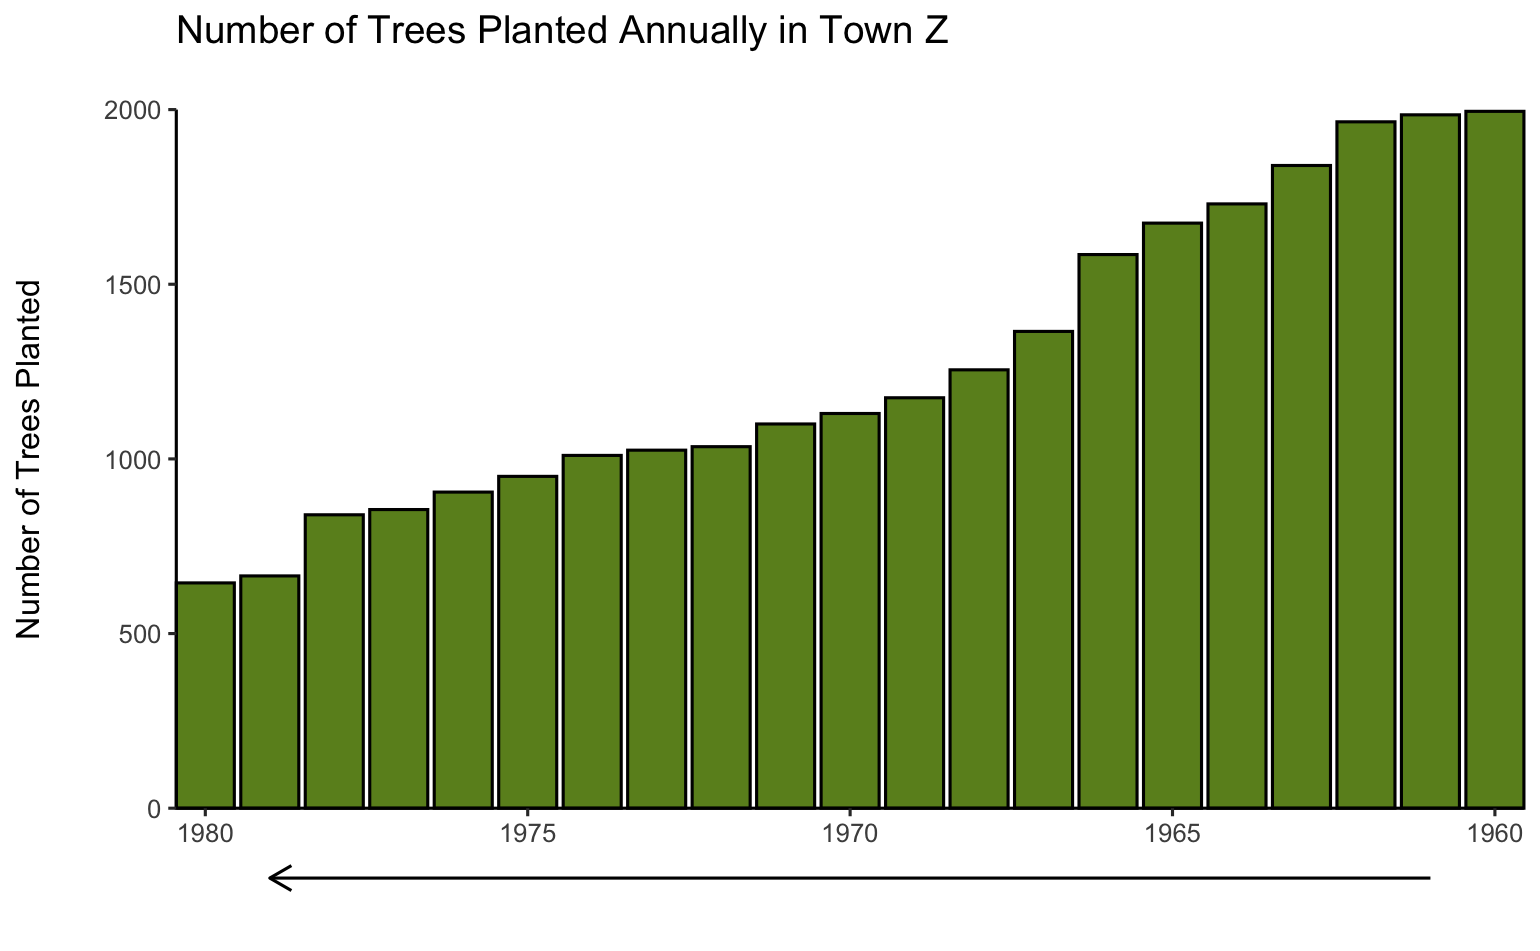 Number of Trees Planted Annually in Town Z
Number of Trees Planted
2000
1500
1000
500
0
1980 1975 1970 1965 1960